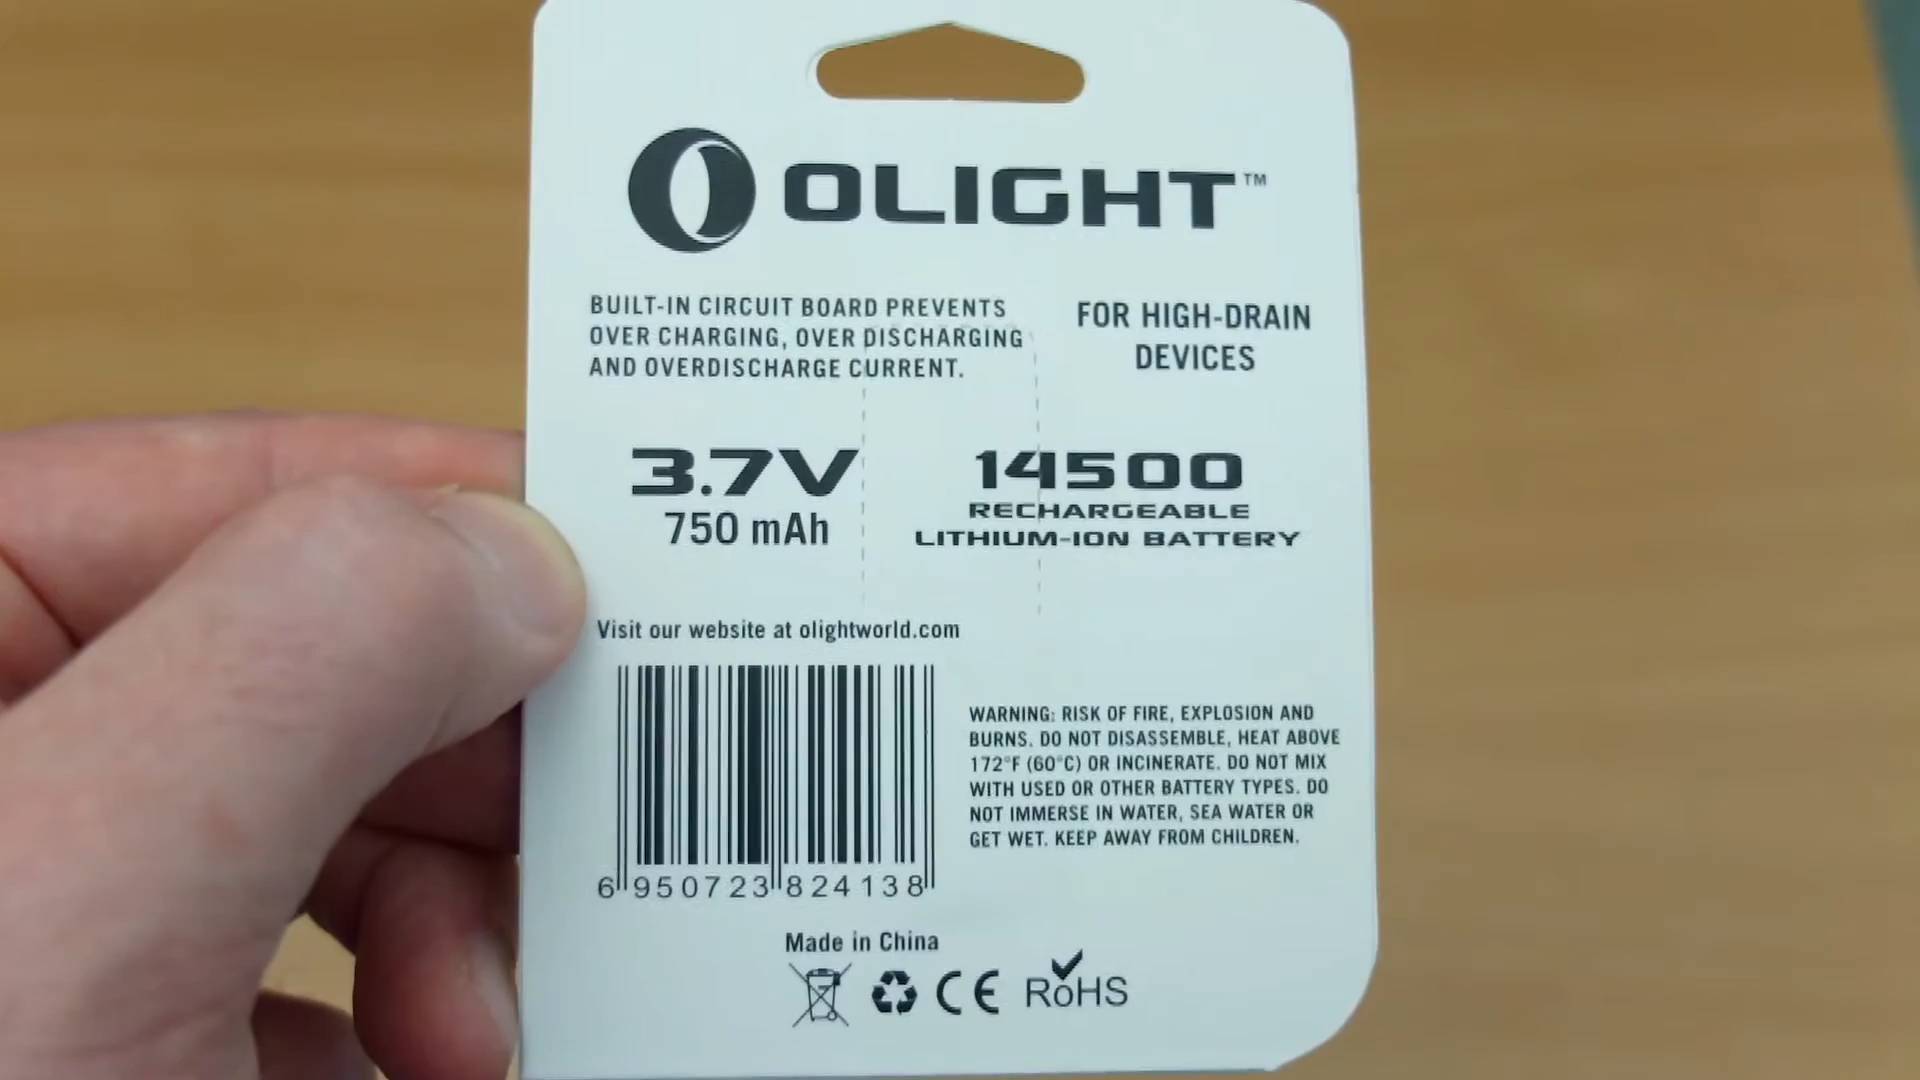 OLIGHT™
BUILT-IN CIRCUIT BOARD PREVENTS
OVER CHARGING, OVER DISCHARGING
AND OVERDISCHARGE CURRENT.
FOR HIGH-DRAIN
DEVICES
3.7V
750 mAh
14500
RECHARGEABLE
LITHIUM-ION BATTERY
Visit our website at olightworld.com
6 950723 824138
WARNING: RISK OF FIRE, EXPLOSION AND
BURNS. DO NOT DISASSEMBLE, HEAT ABOVE
172°F (60°C) OR INCINERATE. DO NOT MIX
WITH USED OR OTHER BATTERY TYPES. DO
NOT IMMERSE IN WATER, SEA WATER OR
GET WET. KEEP AWAY FROM CHILDREN.
Made in China
CE RoHS